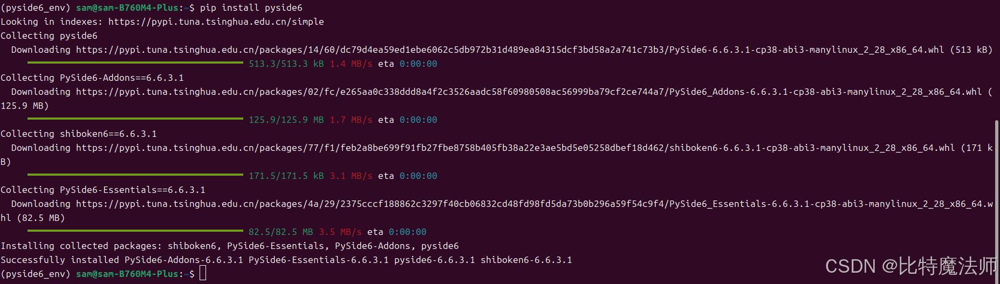 (pyside6_env) sam@sam-B760M4-Plus:~$ pip install pyside6
Looking in indexes: https://pypi.tuna.tsinghua.edu.cn/simple
Collecting pyside6
  Downloading https://pypi.tuna.tsinghua.edu.cn/packages/14/60/dc79d4ea59ed1ebe6062c5db972b31d489ea84315dcf3bd58a2a741c73b3/PySide6-6.6.3.1-cp38-abi3-manylinux_2_28_x86_64.whl (513 kB)
513.3/513.3 kB 1.4 MB/s eta 0:00:00
Collecting PySide6-Addons==6.6.3.1
  Downloading https://pypi.tuna.tsinghua.edu.cn/packages/02/fc/e265aa0c338ddd8a4f2c3526aadc58f60980508ac56999ba79cf2ce744a7/PySide6_Addons-6.6.3.1-cp38-abi3-manylinux_2_28_x86_64.whl (
125.9 MB)
125.9/125.9 MB 1.7 MB/s eta 0:00:00
Collecting shiboken6==6.6.3.1
  Downloading https://pypi.tuna.tsinghua.edu.cn/packages/77/f1/feb2a8be699f91fb27fbe8758b405fb38a22e3ae5bd5e05258dbef18d462/shiboken6-6.6.3.1-cp38-abi3-manylinux_2_28_x86_64.whl (171 k
B)
171.5/171.5 kB 3.1 MB/s eta 0:00:00
Collecting PySide6-Essentials==6.6.3.1
  Downloading https://pypi.tuna.tsinghua.edu.cn/packages/4a/29/2375cccf188862c3297f40cb06832cd48fd98fd5da73b0b296a59f54c9f4/PySide6_Essentials-6.6.3.1-cp38-abi3-manylinux_2_28_x86_64.w
hl (82.5 MB)
82.5/82.5 MB 3.5 MB/s eta 0:00:00
Installing collected packages: shiboken6, PySide6-Essentials, PySide6-Addons, pyside6
Successfully installed PySide6-Addons-6.6.3.1 PySide6-Essentials-6.6.3.1 pyside6-6.6.3.1 shiboken6-6.6.3.1
(pyside6_env) sam@sam-B760M4-Plus:~$
CSDN @比特魔法师